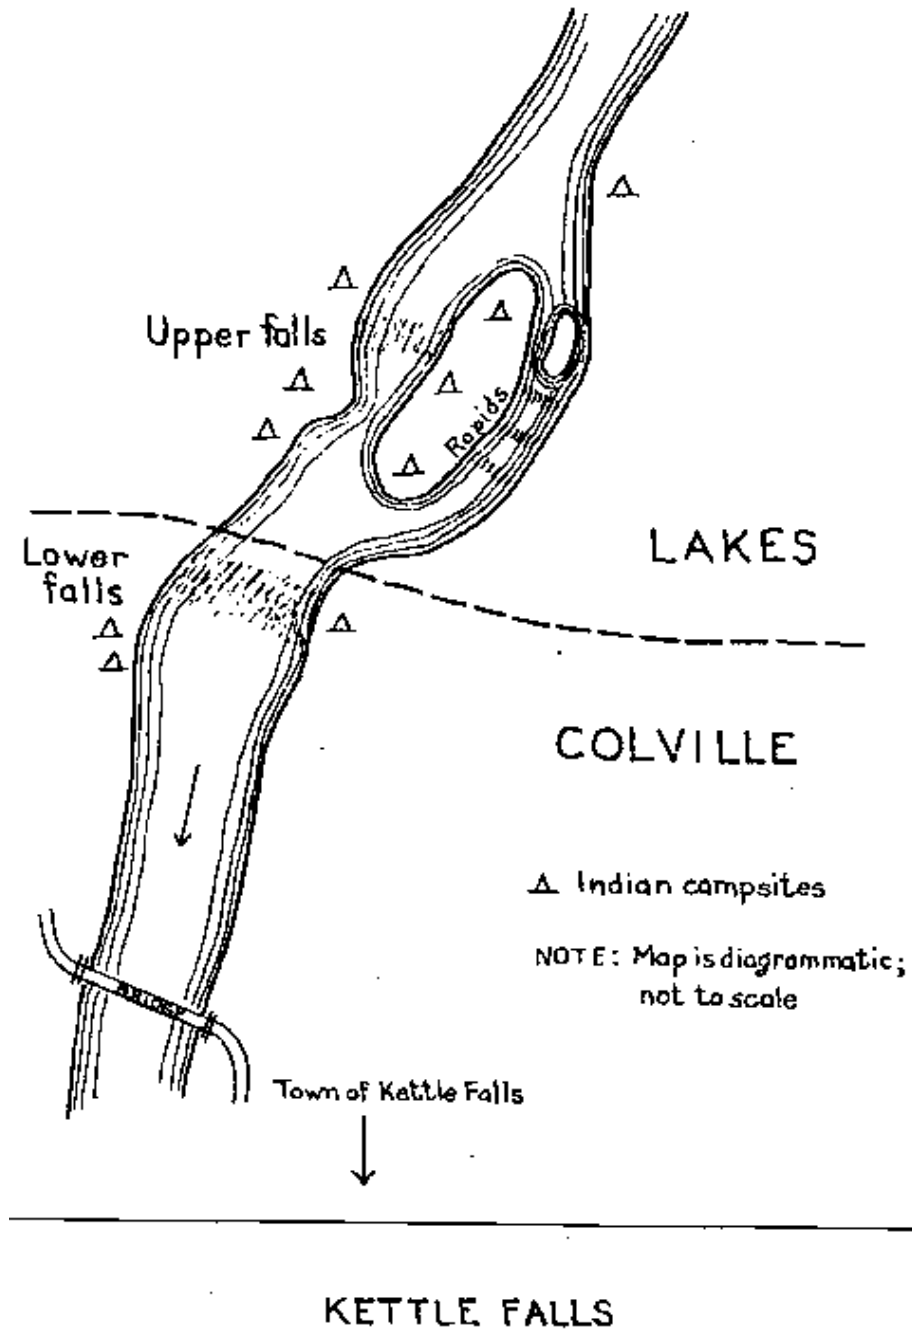 Upper falls
Rapids
LAKES
Lower
falls
COLVILLE
Indian campsites
NOTE: Map is diagrammatic;
not to scale
BRIDGE
Town of Kettle Falls
KETTLE FALLS